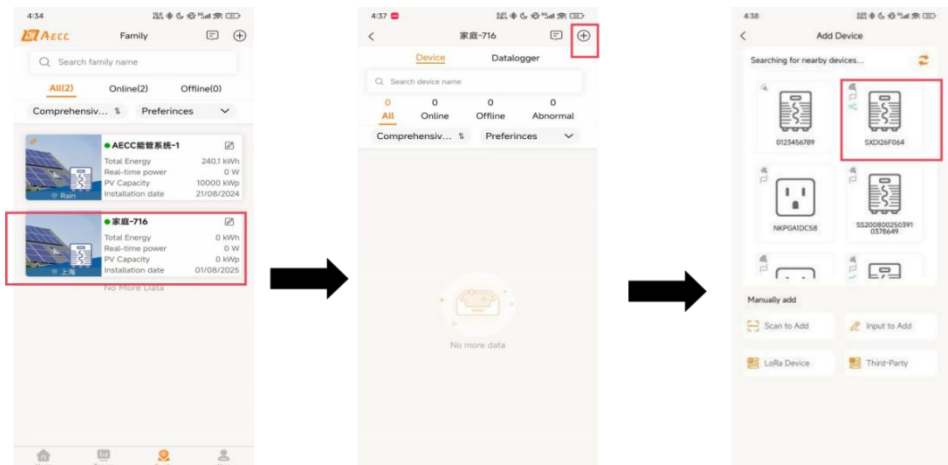 4:34
AECC
Family
Search family name
All(2)
Online(2)
Offline(0)
Comprehensiv...
Preferinces
AECC能管系统-1
Total Energy 240.1 kWh
Real-time power 0 W
PV Capacity 10000 kWp
Installation date 21/08/2024
Rain
家庭-716
Total Energy 0 kWh
Real-time power 0 W
PV Capacity 0 kWp
Installation date 01/08/2025
上海
No More Data
4:37
家庭-716
Device
Datalogger
Search device name
0 0 0 0
All Online Offline Abnormal
Comprehensiv...
Preferinces
No more data
4:38
Add Device
Searching for nearby devices...
0123456789
SXDI26F064
NKPGA1DCS8
SS200800250391
0378649
Manually add
Scan to Add
Input to Add
LoRa Device
Third-Party